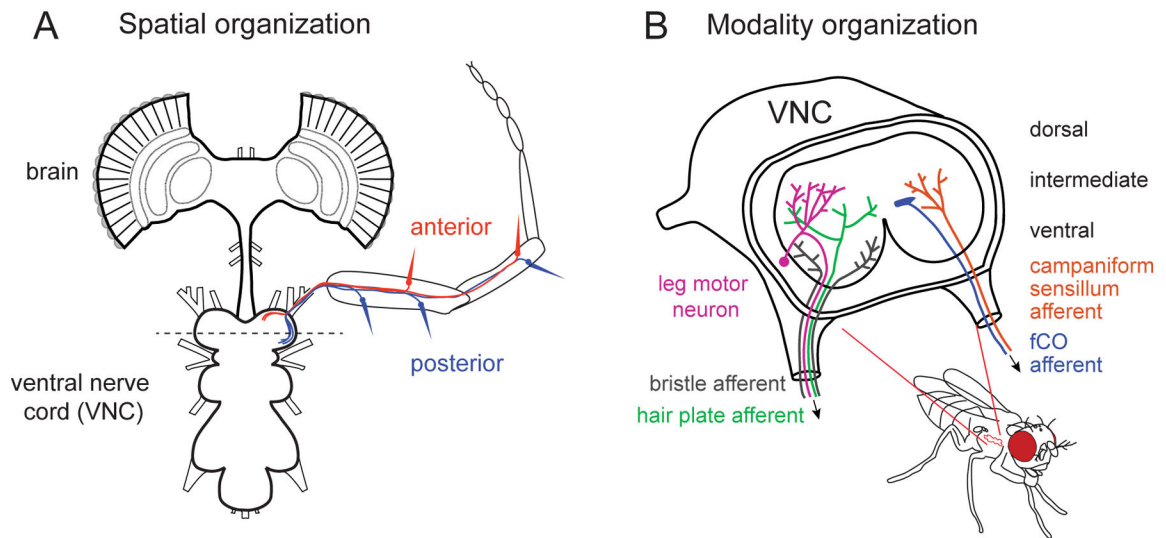 A Spatial organization
brain
anterior
posterior
ventral nerve
cord (VNC)
B Modality organization
VNC
dorsal
intermediate
ventral
campaniform
sensillum
afferent
fCO
afferent
leg motor
neuron
bristle afferent
hair plate afferent